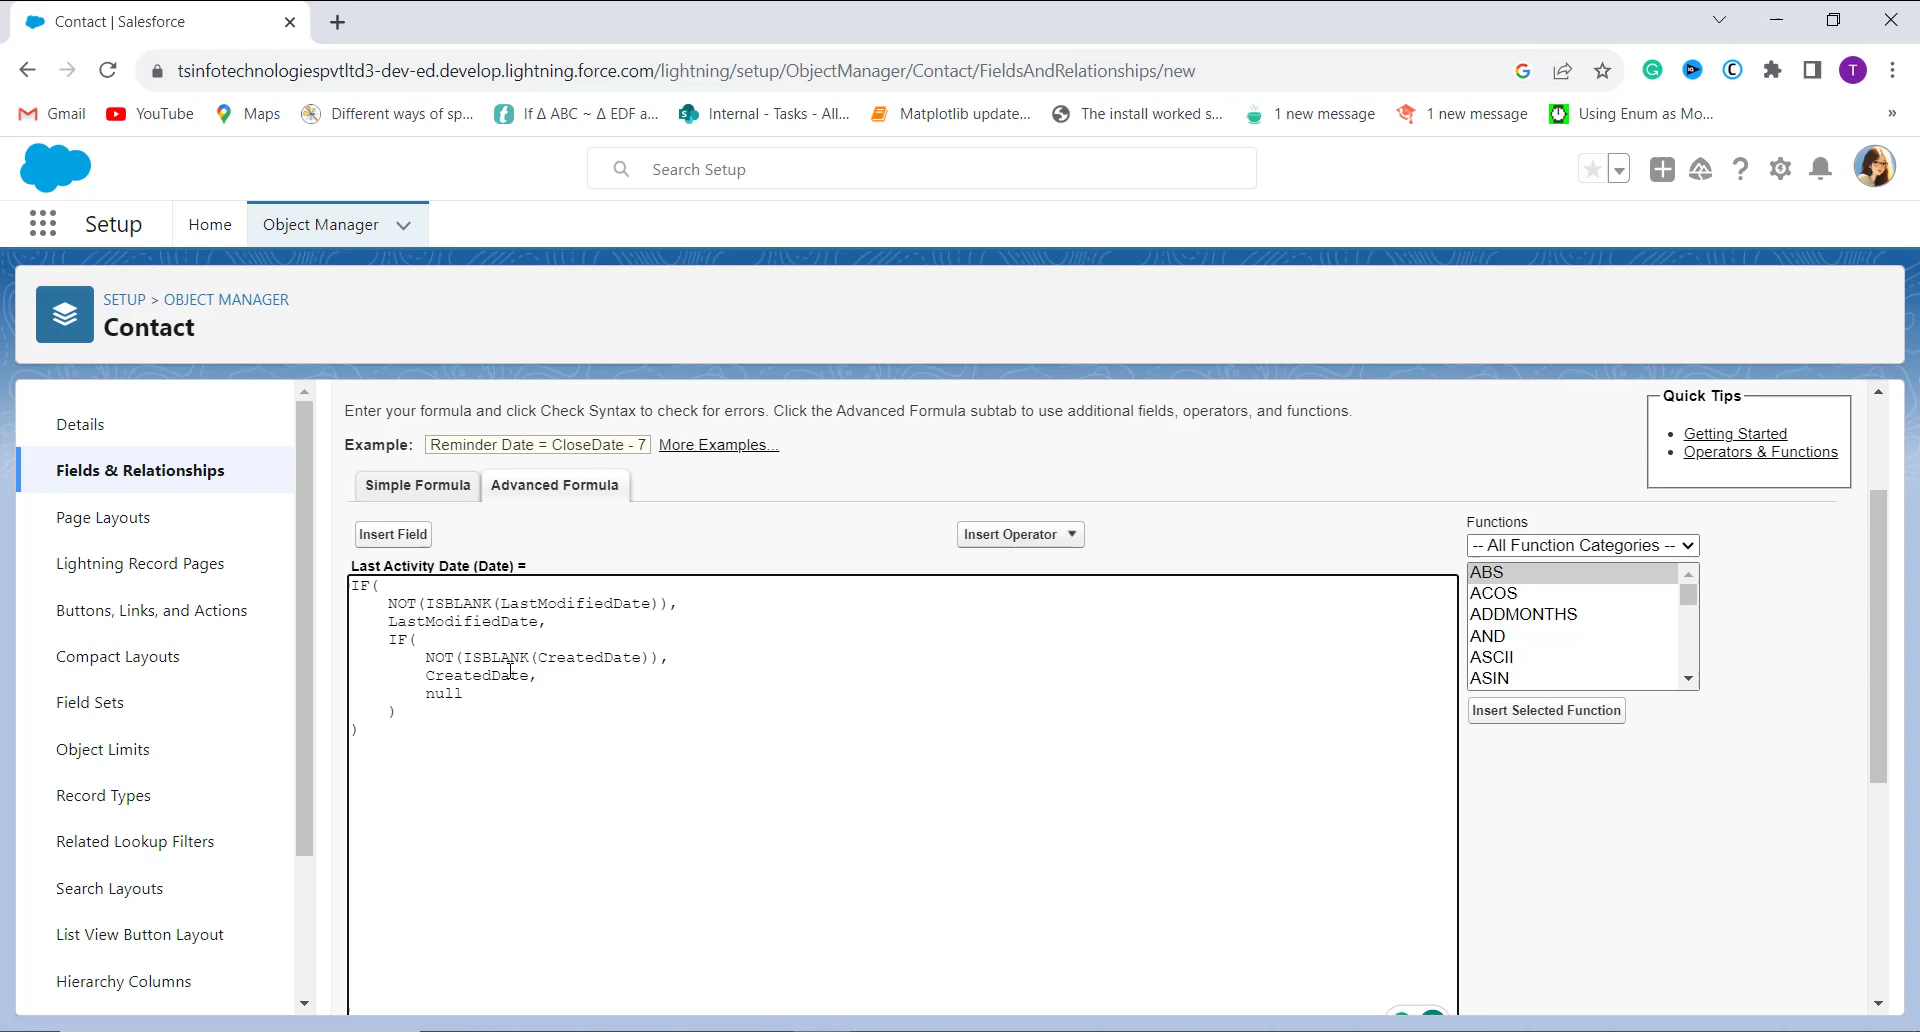 Contact | Salesforce
tsinfotechnologiespvtltd3-dev-ed.develop.lightning.force.com/lightning/setup/ObjectManager/Contact/FieldsAndRelationships/new
T
Gmail
YouTube
Maps
Different ways of sp...
If Δ ABC ~ Δ EDF a...
Internal - Tasks - All...
Matplotlib update...
The install worked s...
1 new message
1 new message
Using Enum as Mo...
»
Search Setup
Setup
Home
Object Manager
SETUP > OBJECT MANAGER
Contact
Details
Fields & Relationships
Page Layouts
Lightning Record Pages
Buttons, Links, and Actions
Compact Layouts
Field Sets
Object Limits
Record Types
Related Lookup Filters
Search Layouts
List View Button Layout
Hierarchy Columns
Enter your formula and click Check Syntax to check for errors. Click the Advanced Formula subtab to use additional fields, operators, and functions.
Example: Reminder Date = CloseDate - 7 More Examples...
Quick Tips
• Getting Started
• Operators & Functions
Simple Formula
Advanced Formula
Insert Field
Insert Operator
Last Activity Date (Date) =
IF(
NOT(ISBLANK(LastModifiedDate)),
LastModifiedDate,
IF(
NOT(ISBLANK(CreatedDate)),
CreatedDate,
null
)
)
Functions
-- All Function Categories --
ABS
ACOS
ADDMONTHS
AND
ASCII
ASIN
Insert Selected Function